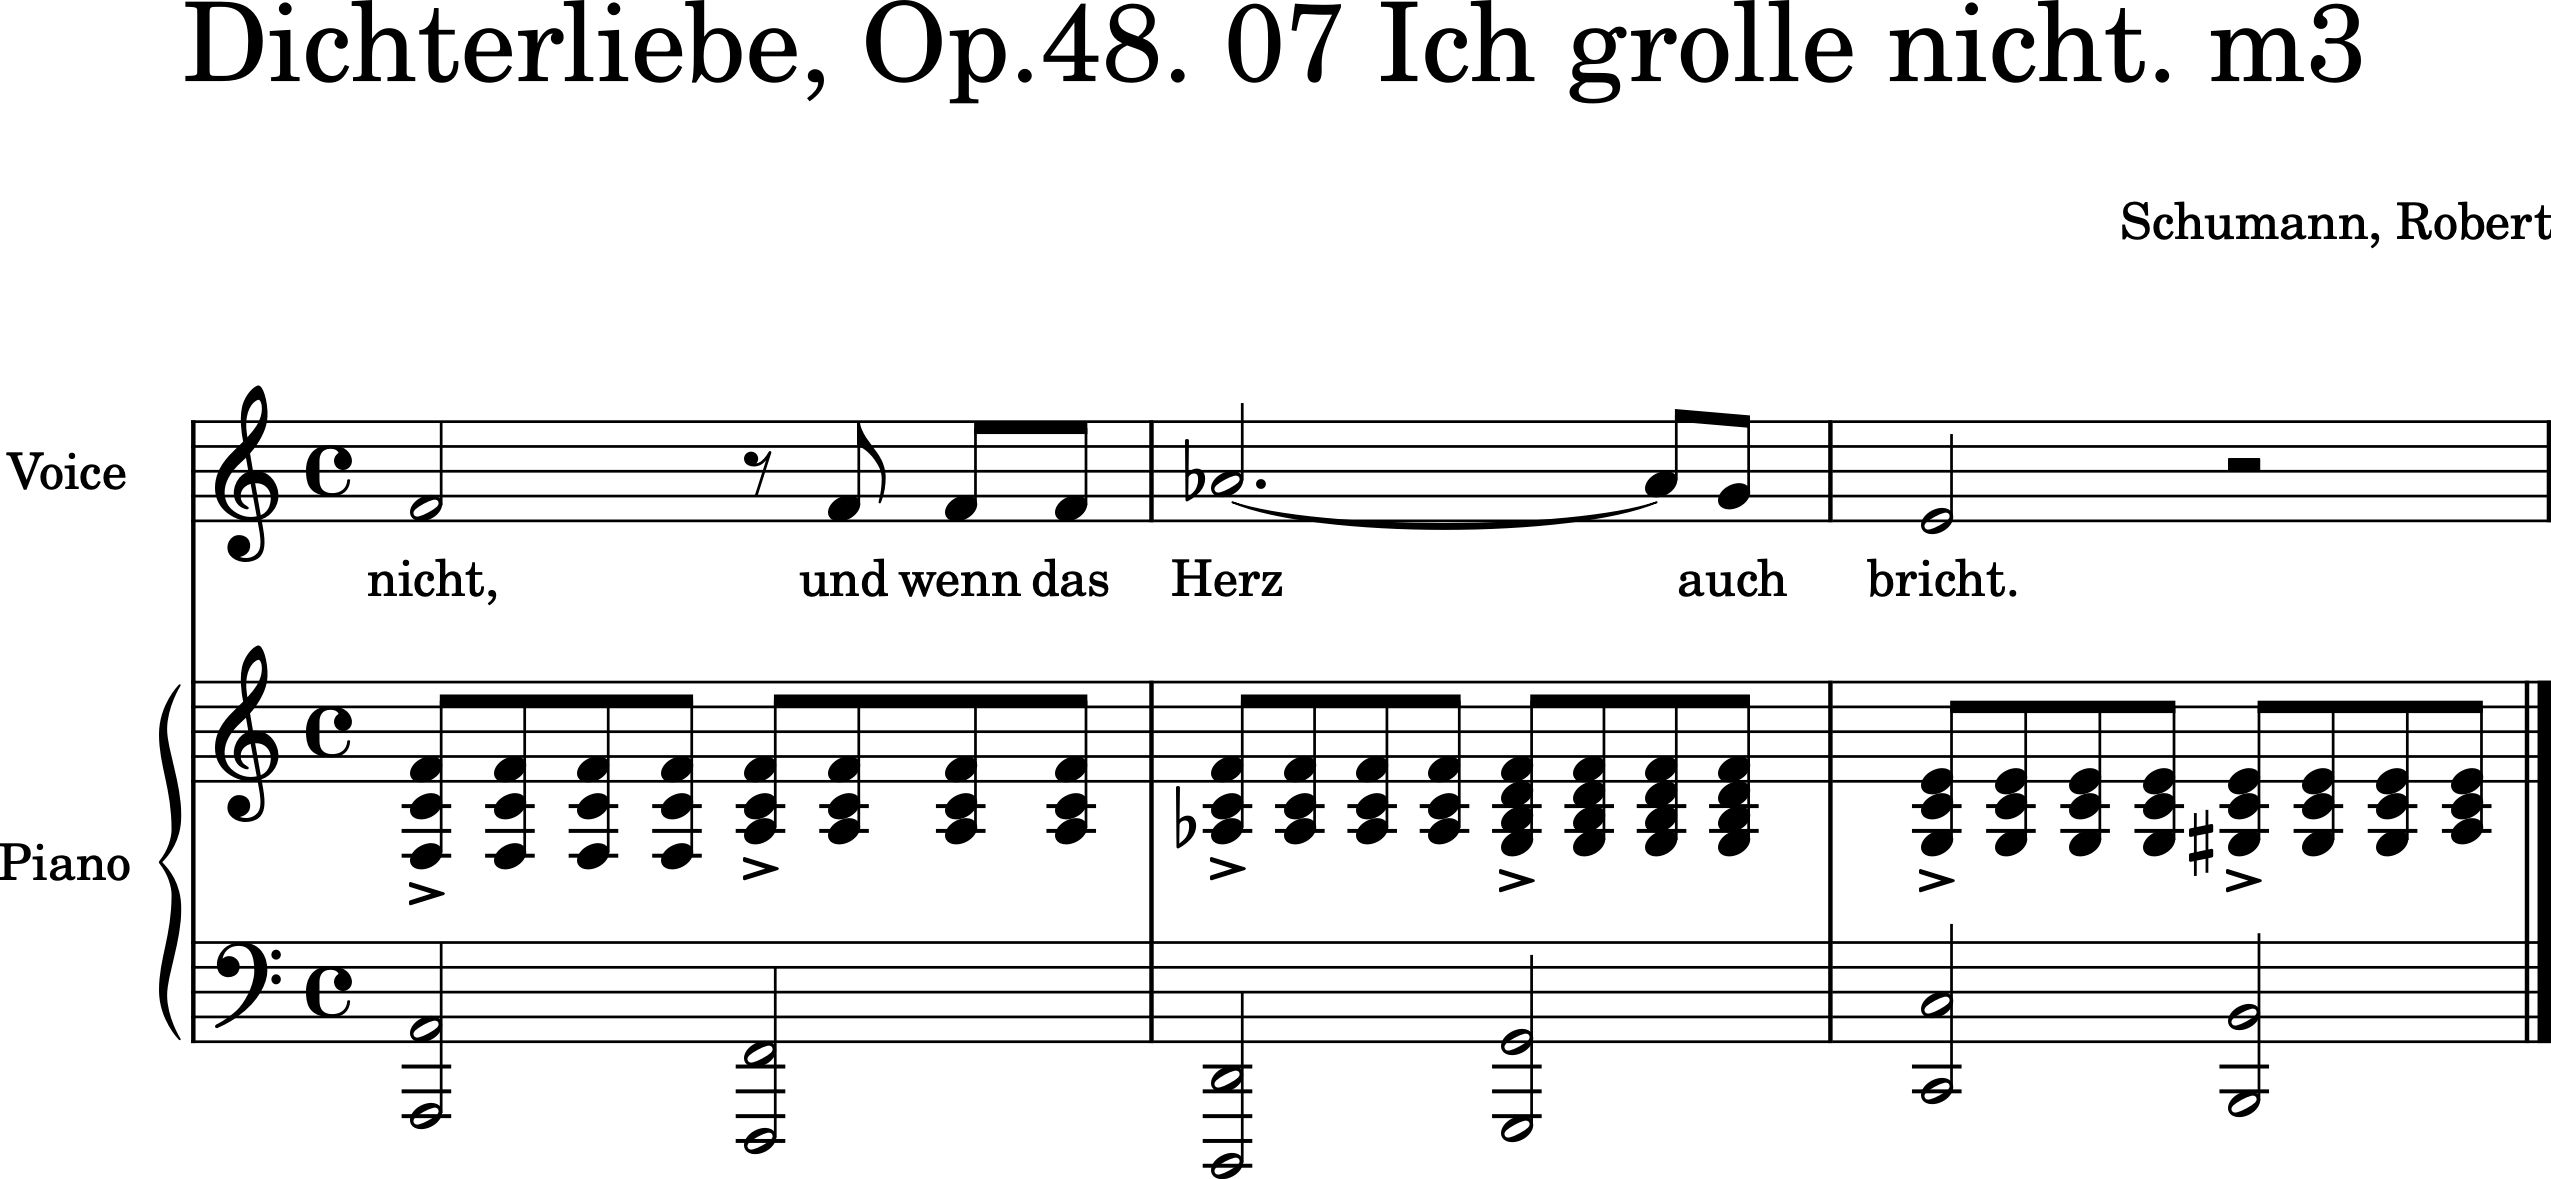 Dichterliebe, Op.48. 07 Ich grolle nicht. m3
Schumann, Robert
Voice
nicht, und wenn das Herz auch bricht.
Piano